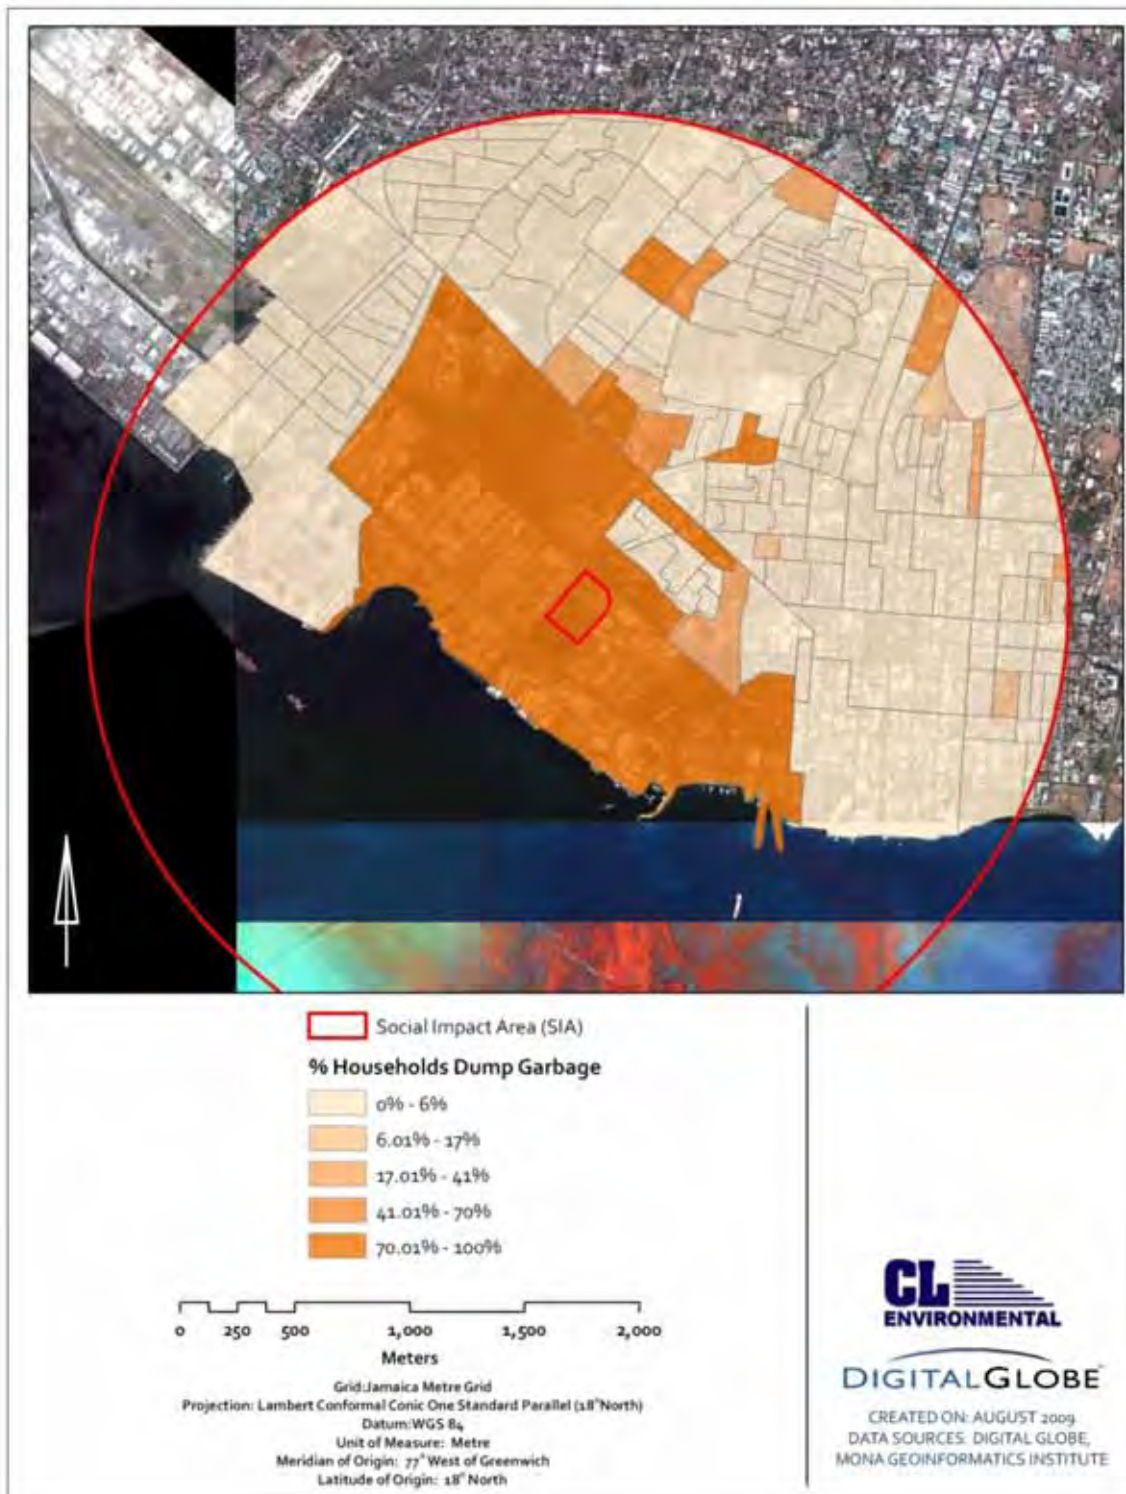 Social Impact Area (SIA)
% Households Dump Garbage
0% - 6%
6.01% - 17%
17.01% - 41%
41.01% - 70%
70.01% - 100%
0 250 500 1,000 1,500 2,000
Meters
Grid:Jamaica Metre Grid
Projection: Lambert Conformal Conic One Standard Parallel (18°North)
Datum:WGS 84
Unit of Measure: Metre
Meridian of Origin: 77° West of Greenwich
Latitude of Origin: 18° North
CL
ENVIRONMENTAL
DIGITALGLOBE
CREATED ON: AUGUST 2009
DATA SOURCES: DIGITAL GLOBE,
MONA GEOINFORMATICS INSTITUTE